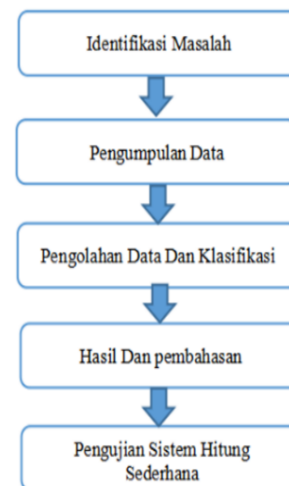 Identifikasi Masalah
Pengumpulan Data
Pengolahan Data Dan Klasifikasi
Hasil Dan pembahasan
Pengujian Sistem Hitung
Sederhana